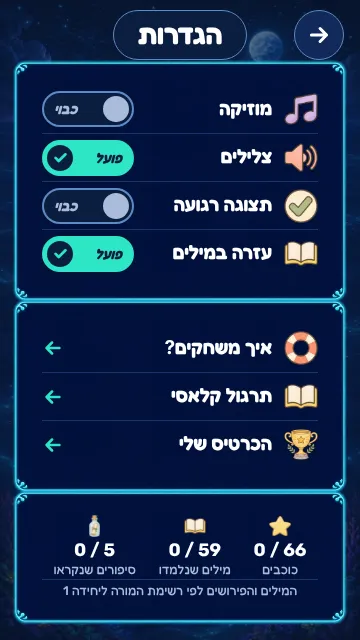 הגדרות
מוזיקה
כבוי
צלילים
פועל
תצוגה רגועה
כבוי
עזרה במילים
פועל
איך משחקים?
תרגול קלאסי
הכרטיס שלי
66 / 0
59 / 0
5 / 0
כוכבים
מילים שנלמדו
סיפורים שנקראו
המילים והפירושים לפי רשימת המורה ליחידה 1